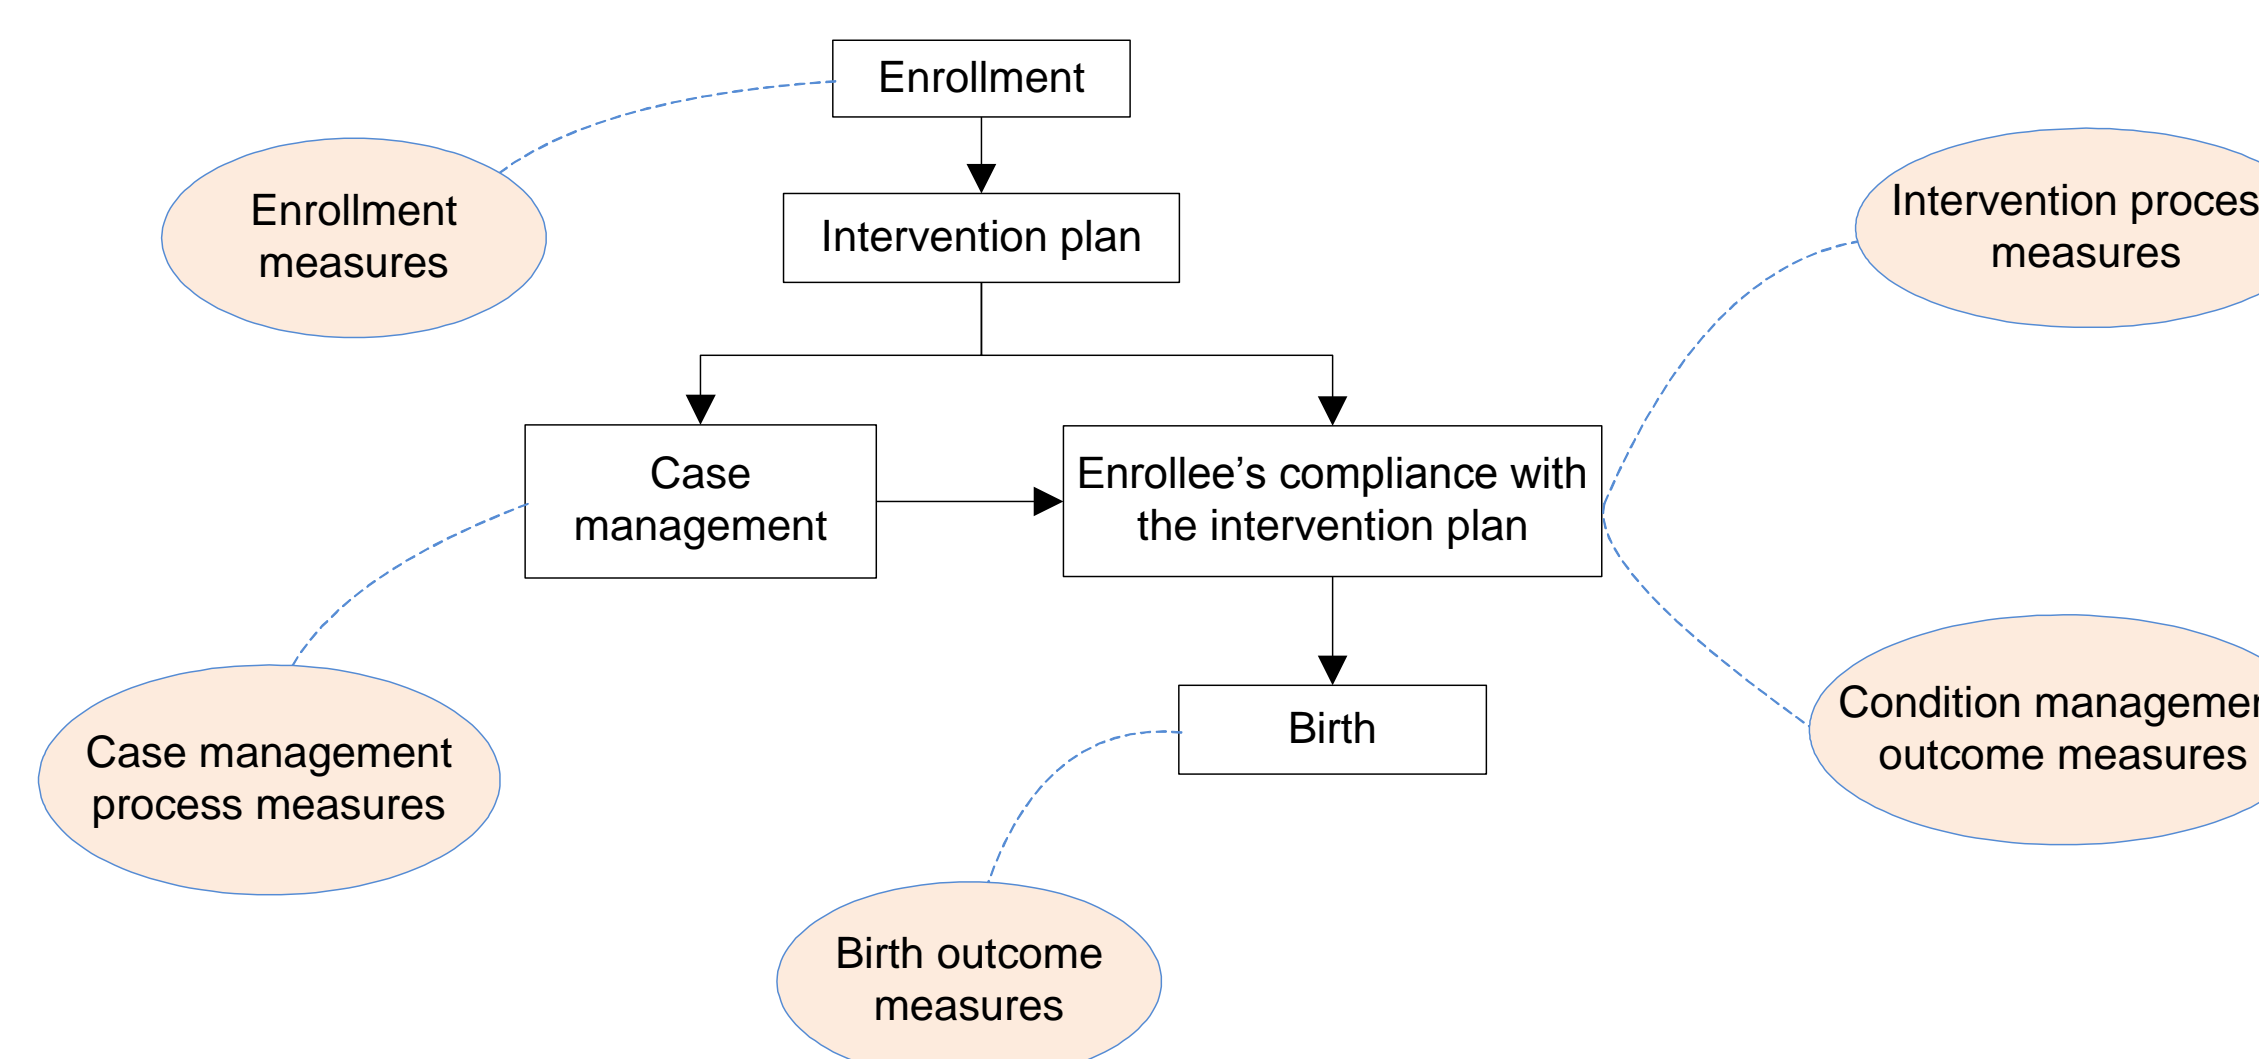 Enrollment
Enrollment
measures
Intervention plan
Intervention proces
measures
Case
management
Enrollee’s compliance with
the intervention plan
Case management
process measures
Birth
Condition managemen
outcome measures
Birth outcome
measures